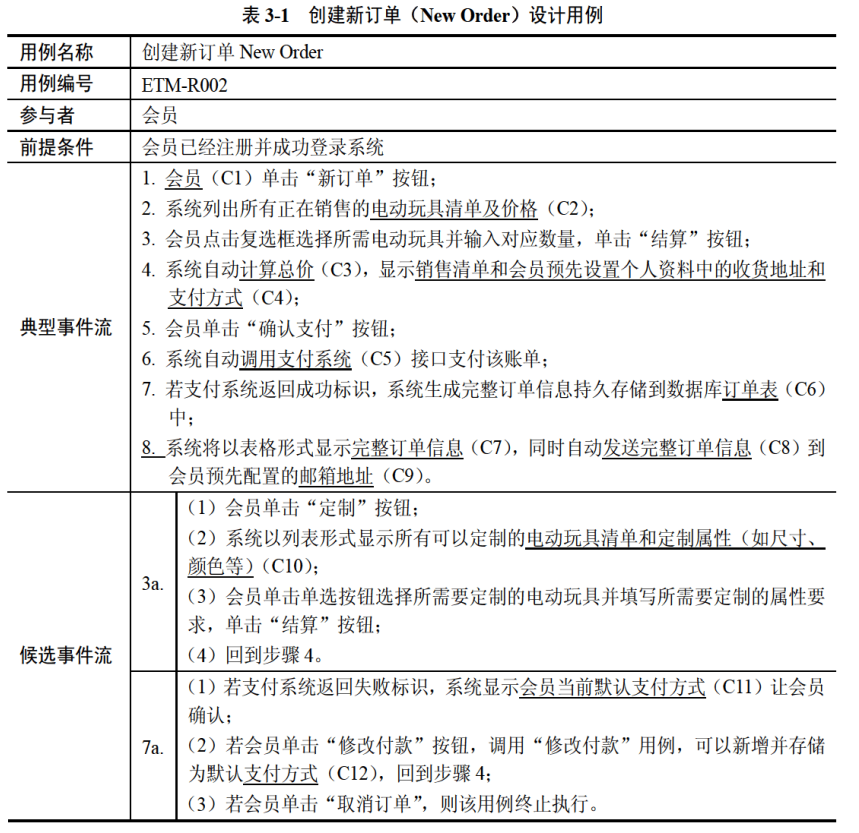 表 3-1 创建新订单（New Order）设计用例
用例名称 创建新订单 New Order
用例编号 ETM-R002
参与者 会员
前提条件 会员已经注册并成功登录系统
典型事件流
1. 会员（C1）单击“新订单”按钮；
2. 系统列出所有正在销售的电动玩具清单及价格（C2）；
3. 会员点击复选框选择所需电动玩具并输入对应数量，单击“结算”按钮；
4. 系统自动计算总价（C3），显示销售清单和会员预先设置个人资料中的收货地址和
支付方式（C4）；
5. 会员单击“确认支付”按钮；
6. 系统自动调用支付系统（C5）接口支付该账单；
7. 若支付系统返回成功标识，系统生成完整订单信息持久存储到数据库订单表（C6）
中；
8. 系统将以表格形式显示完整订单信息（C7），同时自动发送完整订单信息（C8）到
会员预先配置的邮箱地址（C9）。
候选事件流
3a.
（1）会员单击“定制”按钮；
（2）系统以列表形式显示所有可以定制的电动玩具清单和定制属性（如尺寸、
颜色等）（C10）；
（3）会员单击单选按钮选择所需要定制的电动玩具并填写所需要定制的属性要
求，单击“结算”按钮；
（4）回到步骤 4。
7a.
（1）若支付系统返回失败标识，系统显示会员当前默认支付方式（C11）让会员
确认；
（2）若会员单击“修改付款”按钮，调用“修改付款”用例，可以新增并存储
为默认支付方式（C12），回到步骤 4；
（3）若会员单击“取消订单”，则该用例终止执行。